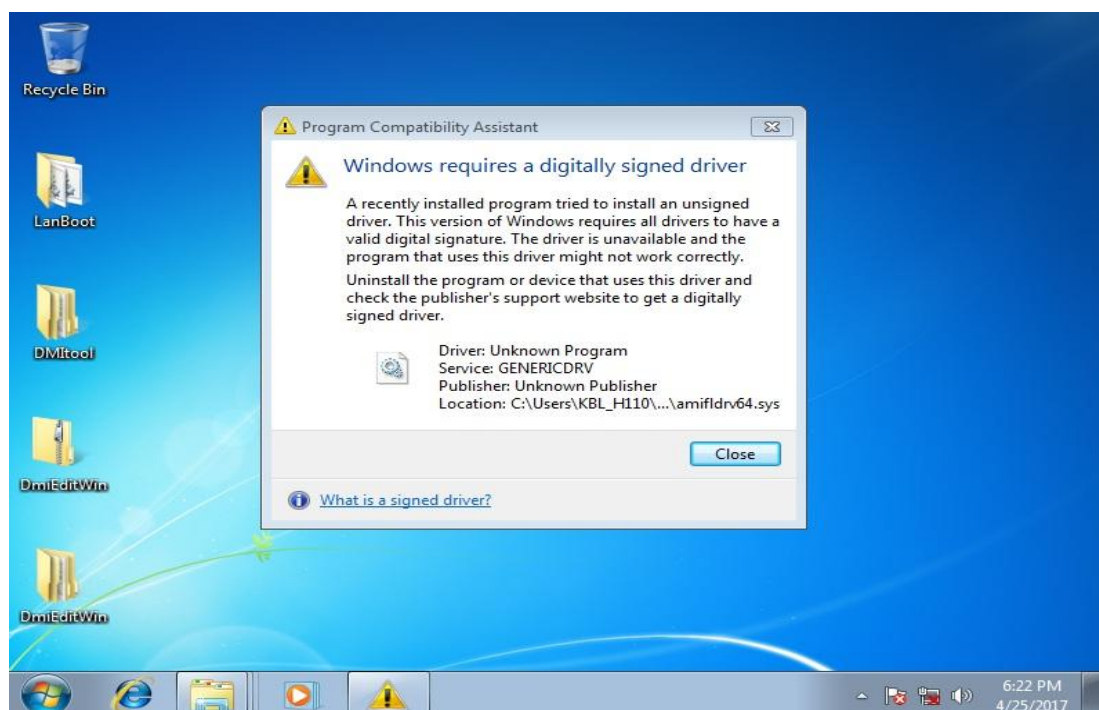 Recycle Bin
LanBoot
DMItool
DmiEditWin
DmiEditWin
Program Compatibility Assistant
Windows requires a digitally signed driver
A recently installed program tried to install an unsigned
driver. This version of Windows requires all drivers to have a
valid digital signature. The driver is unavailable and the
program that uses this driver might not work correctly.
Uninstall the program or device that uses this driver and
check the publisher's support website to get a digitally
signed driver.
Driver: Unknown Program
Service: GENERICDRV
Publisher: Unknown Publisher
Location: C:\Users\KBL_H110\...\amifldrv64.sys
Close
What is a signed driver?
6:22 PM
4/25/2017